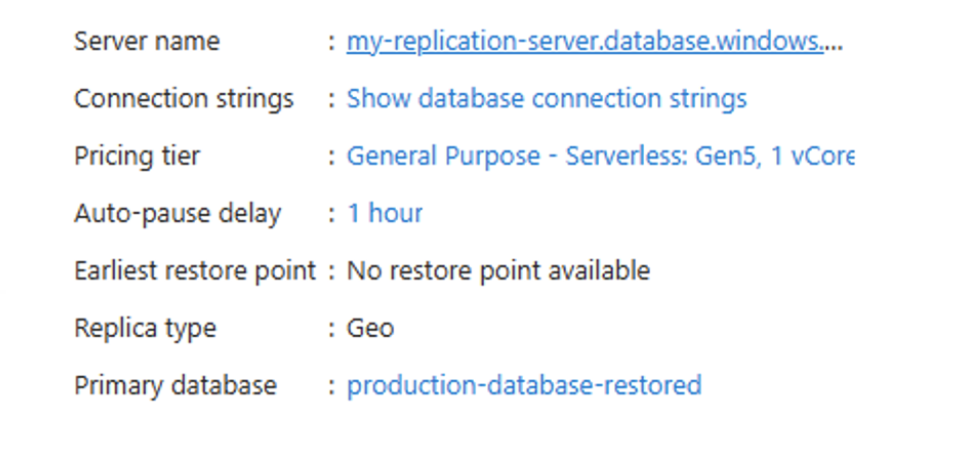 Server name : my-replication-server.database.windows....
Connection strings : Show database connection strings
Pricing tier : General Purpose - Serverless: Gen5, 1 vCore
Auto-pause delay : 1 hour
Earliest restore point : No restore point available
Replica type : Geo
Primary database : production-database-restored